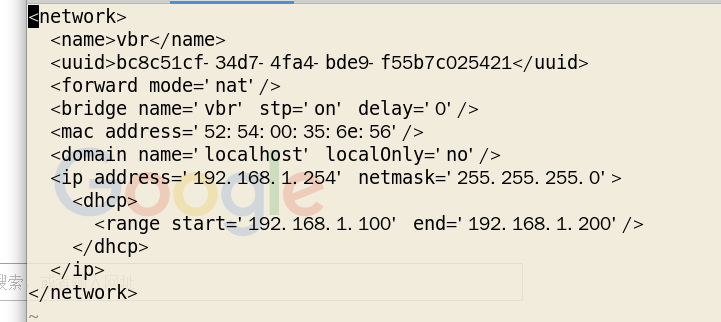 <network>
  <name>vbr</name>
  <uuid>bc8c51cf-34d7-4fa4-bde9-f55b7c025421</uuid>
  <forward mode='nat'/>
  <bridge name='vbr' stp='on' delay='0'/>
  <mac address='52:54:00:35:6e:56'/>
  <domain name='localhost' localOnly='no'/>
  <ip address='192.168.1.254' netmask='255.255.255.0'>
Google
    <dhcp>
      <range start='192.168.1.100' end='192.168.1.200'/>
    </dhcp>
  </ip>
搜索
</network>
~